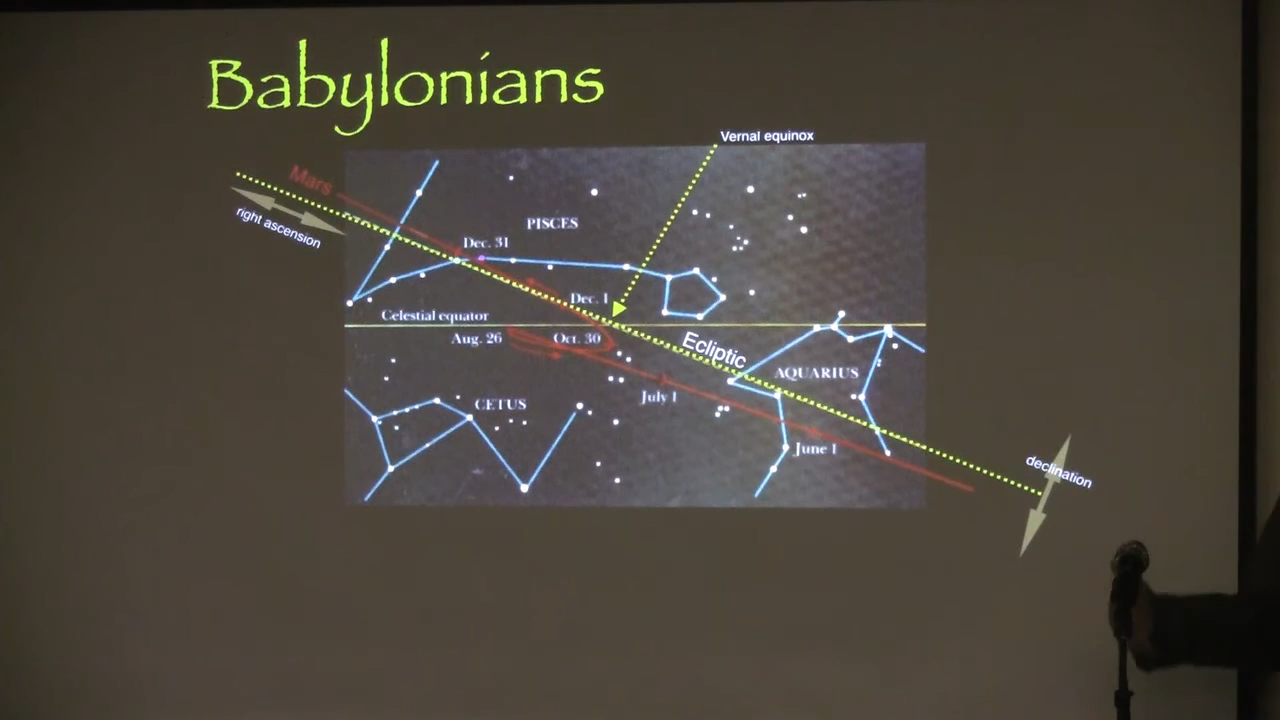 Babylonians
Vernal equinox
Mars
right ascension
PISCES
Dec. 31
Dec. 1
Celestial equator
Aug. 26
Oct. 30
Ecliptic
AQUARIUS
July 1
CETUS
June 1
declination